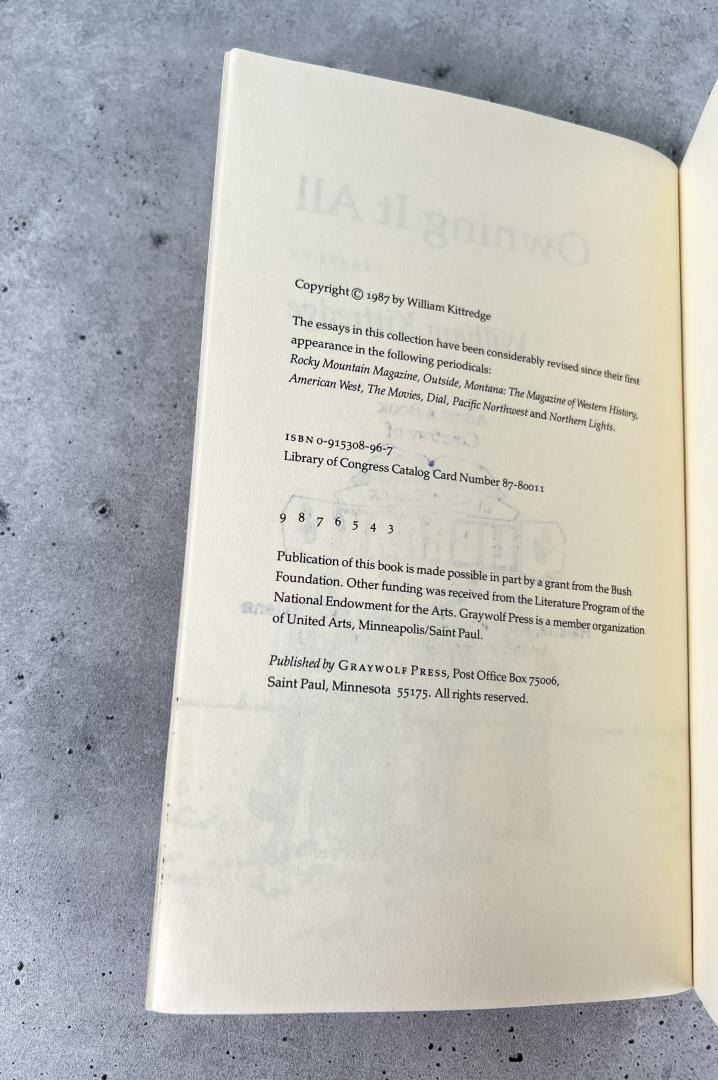 Copyright © 1987 by William Kittredge
The essays in this collection have been considerably revised since their first
appearance in the following periodicals:
Rocky Mountain Magazine, Outside, Montana: The Magazine of Western History,
American West, The Movies, Dial, Pacific Northwest and Northern Lights.
ISBN 0-915308-96-7
Library of Congress Catalog Card Number 87-80011
9 8 7 6 5 4 3
Publication of this book is made possible in part by a grant from the Bush
Foundation. Other funding was received from the Literature Program of the
National Endowment for the Arts. Graywolf Press is a member organization
of United Arts, Minneapolis/Saint Paul.
Published by GRAYWOLF PRESS, Post Office Box 75006,
Saint Paul, Minnesota 55175. All rights reserved.
Owning It All
William Kittredge